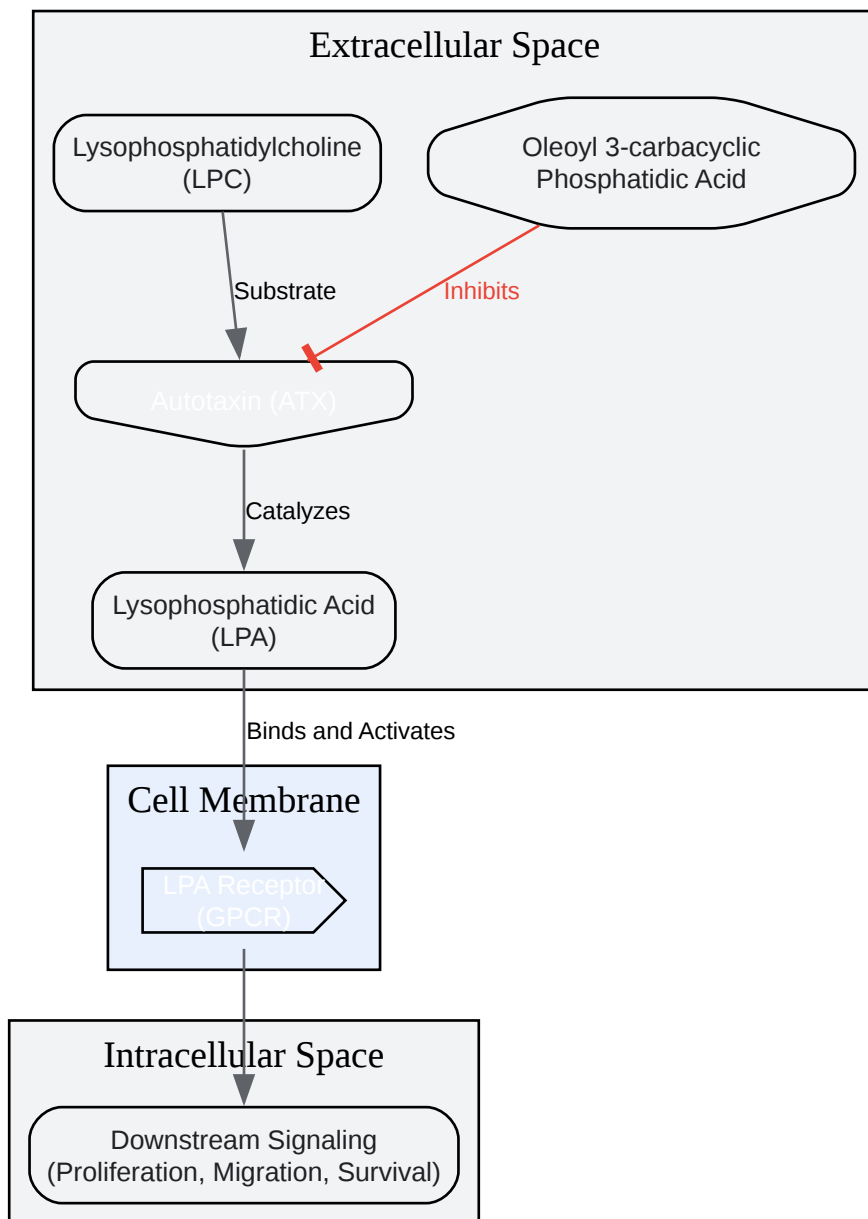 Extracellular Space
Lysophosphatidylcholine
(LPC)
Oleoyl 3-carbacyclic
Phosphatidic Acid
Substrate
Inhibits
Autotaxin (ATX)
Catalyzes
Lysophosphatidic Acid
(LPA)
Binds and Activates
Cell Membrane
LPA Receptor
(GPCR)
Intracellular Space
Downstream Signaling
(Proliferation, Migration, Survival)